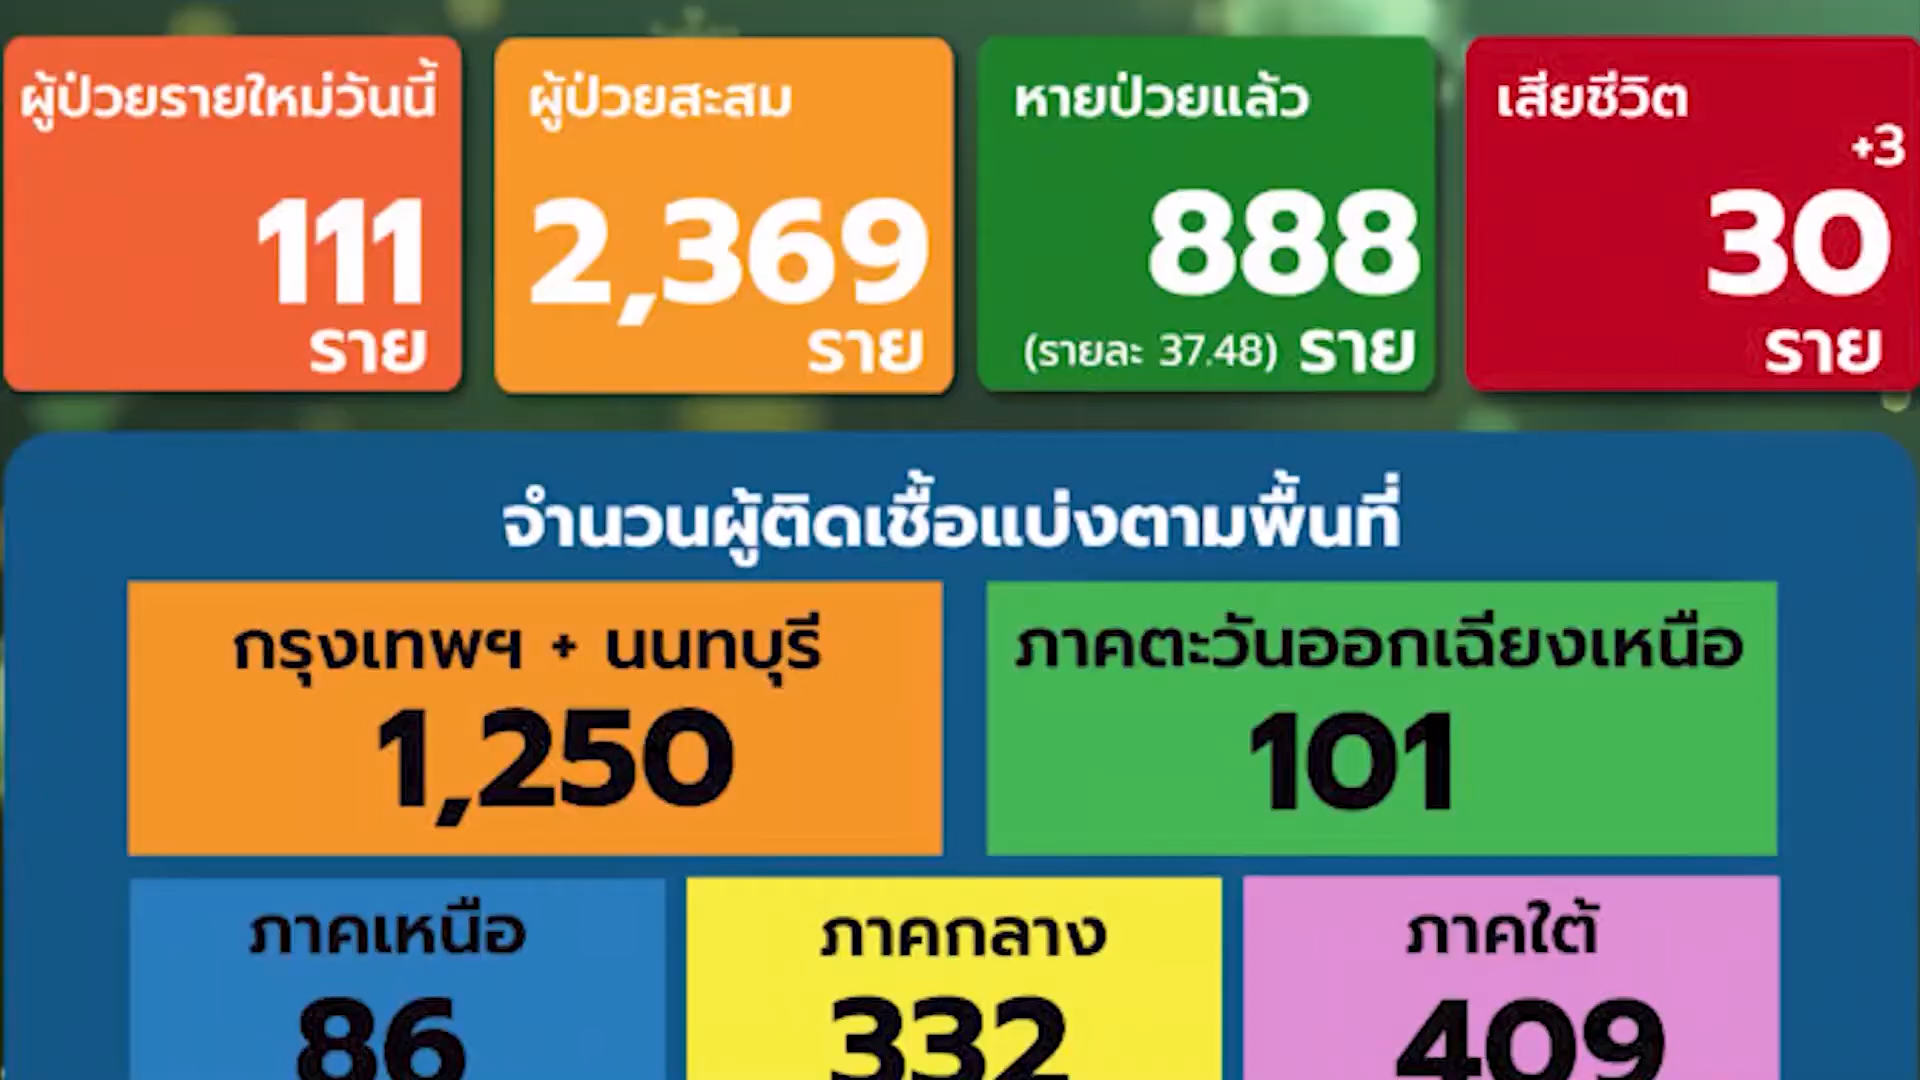 ผู้ป่วยรายใหม่วันนี้
111
ราย
ผู้ป่วยสะสม
2,369
ราย
หายป่วยแล้ว
888
(รายละ 37.48) ราย
เสียชีวิต
+3
30
ราย
จำนวนผู้ติดเชื้อแบ่งตามพื้นที่
กรุงเทพฯ + นนทบุรี
1,250
ภาคตะวันออกเฉียงเหนือ
101
ภาคเหนือ
86
ภาคกลาง
332
ภาคใต้
409